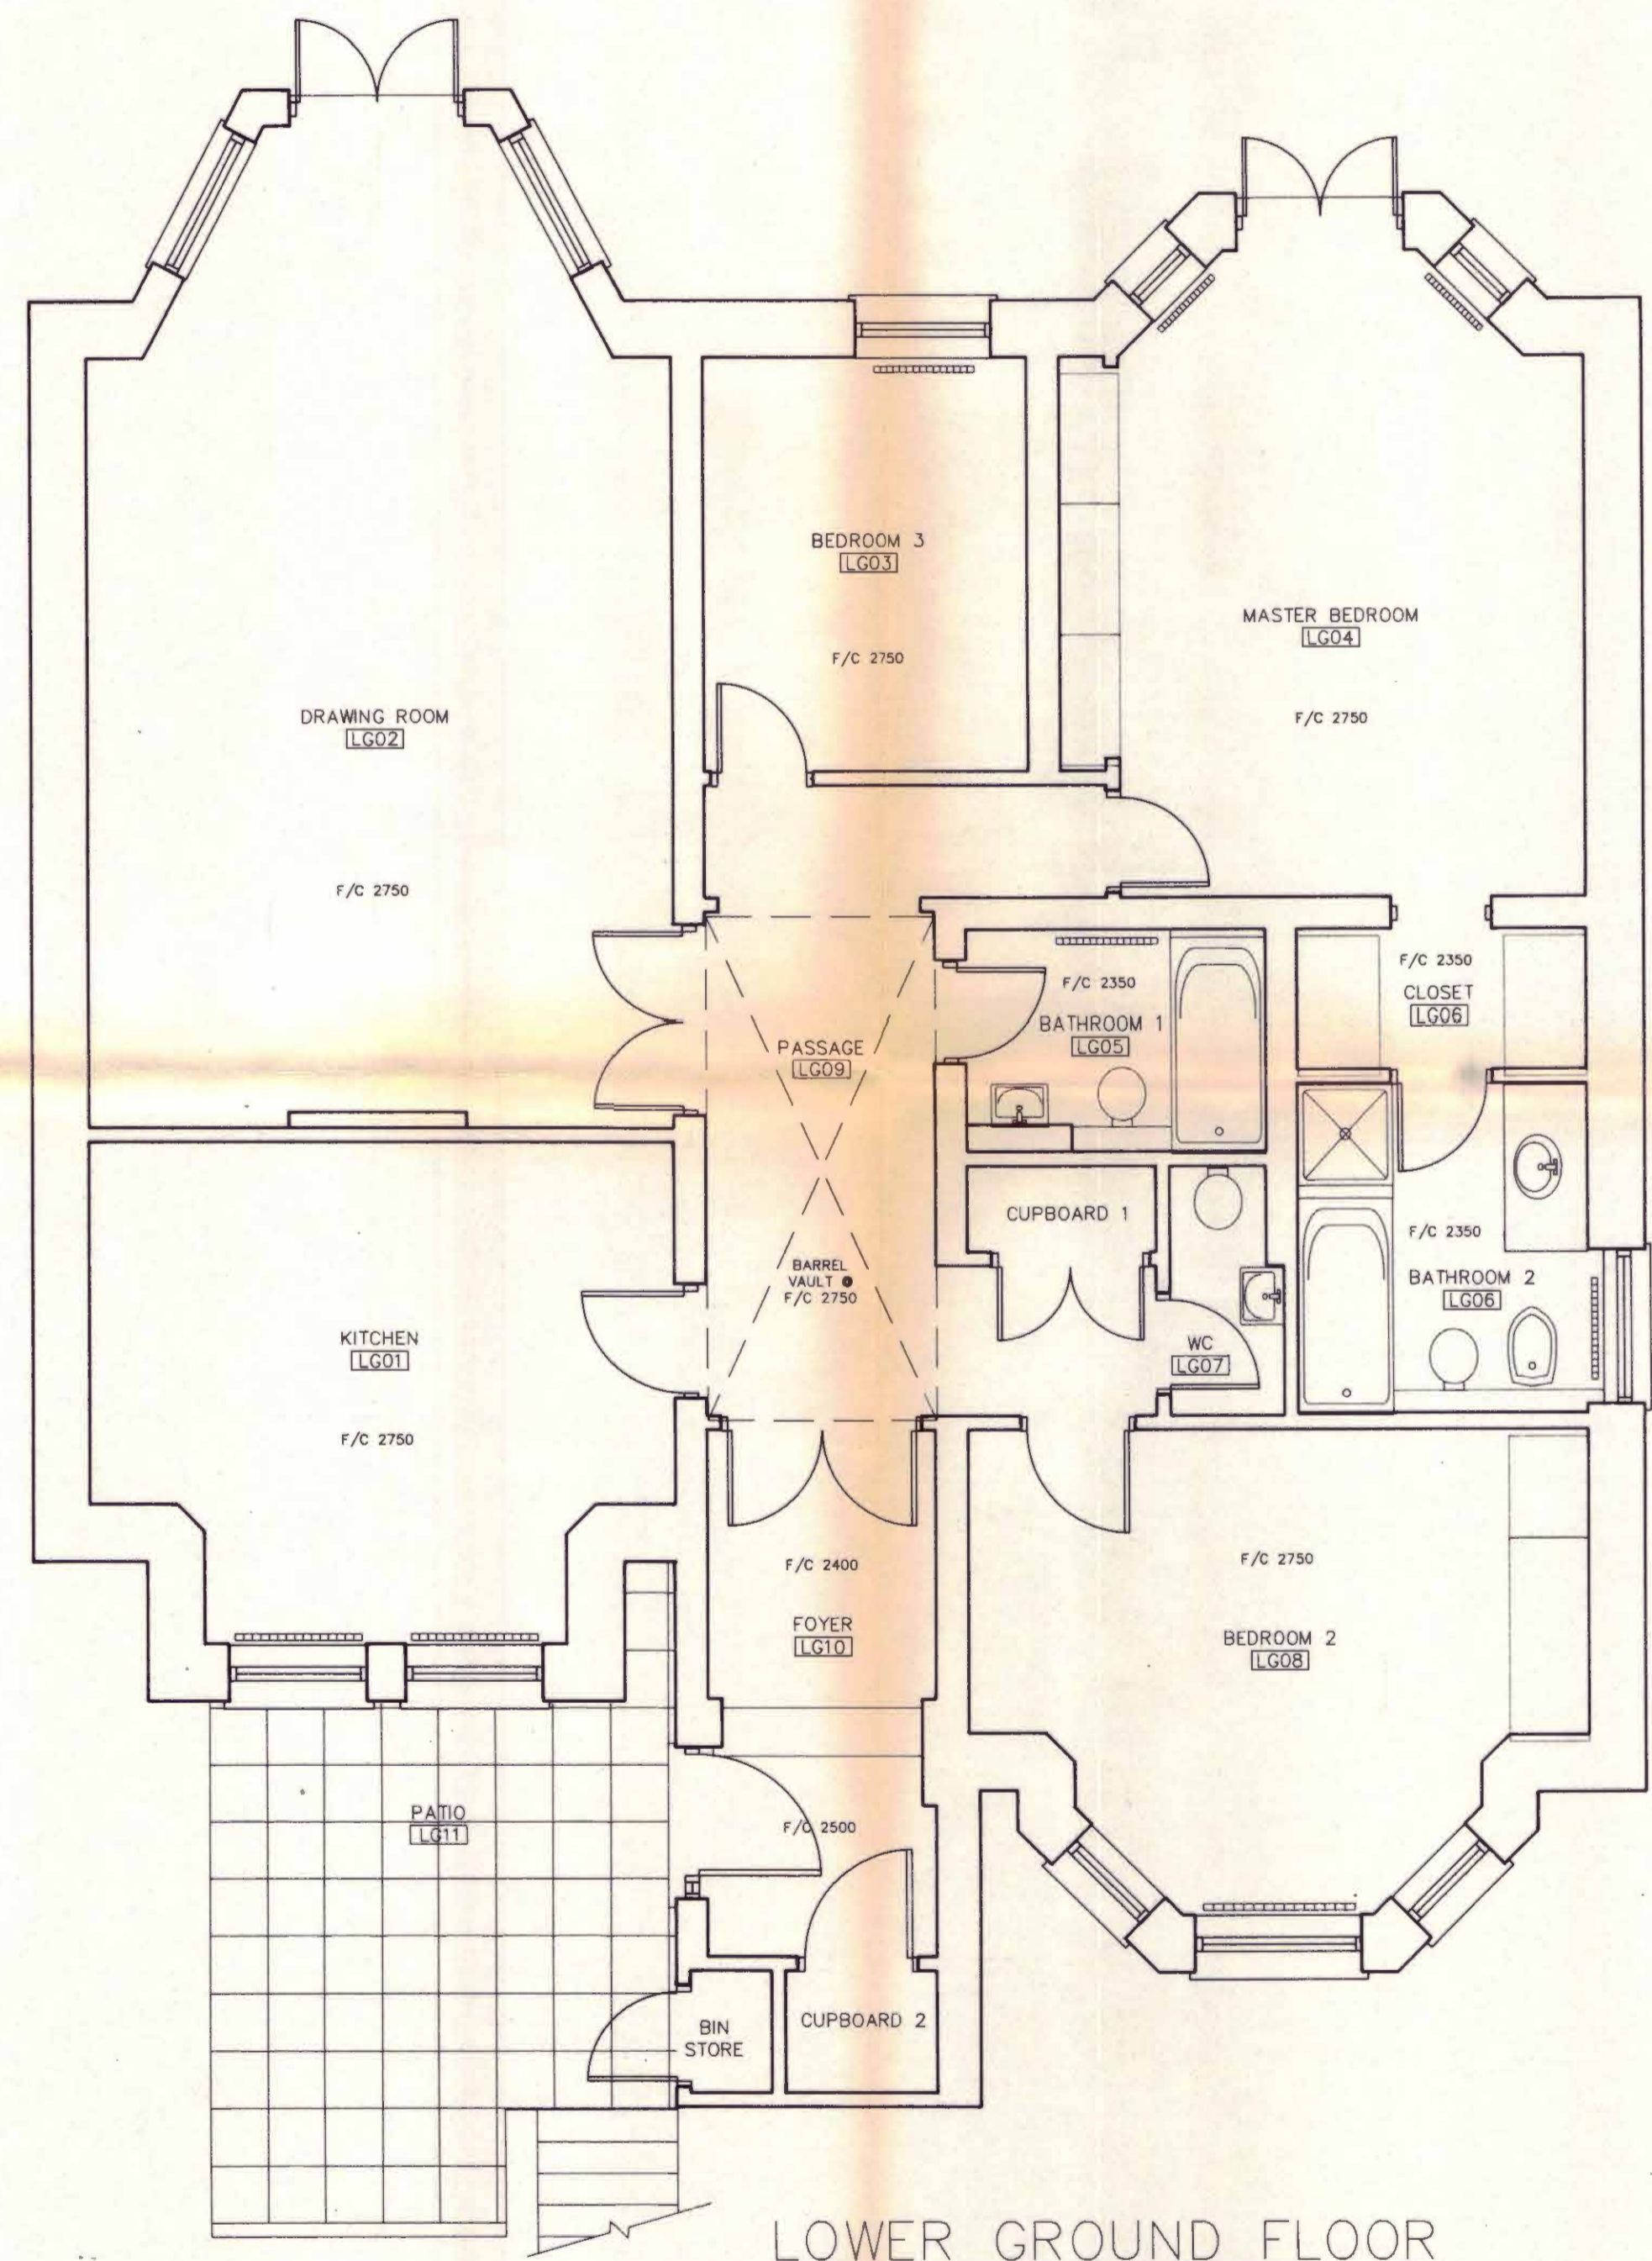 BEDROOM 3
LG03
F/C 2750
MASTER BEDROOM
LG04
F/C 2750
DRAWING ROOM
LG02
F/C 2750
F/C 2350
CLOSET
LG06
F/C 2350
BATHROOM 1
LG05
PASSAGE
LG09
CUPBOARD 1
F/C 2350
BATHROOM 2
LG06
BARREL
VAULT
F/C 2750
KITCHEN
LG01
F/C 2750
WC
LG07
F/C 2400
FOYER
LG10
F/C 2750
BEDROOM 2
LG08
PATIO
LG11
F/C 2500
BIN
STORE
CUPBOARD 2
LOWER GROUND FLOOR